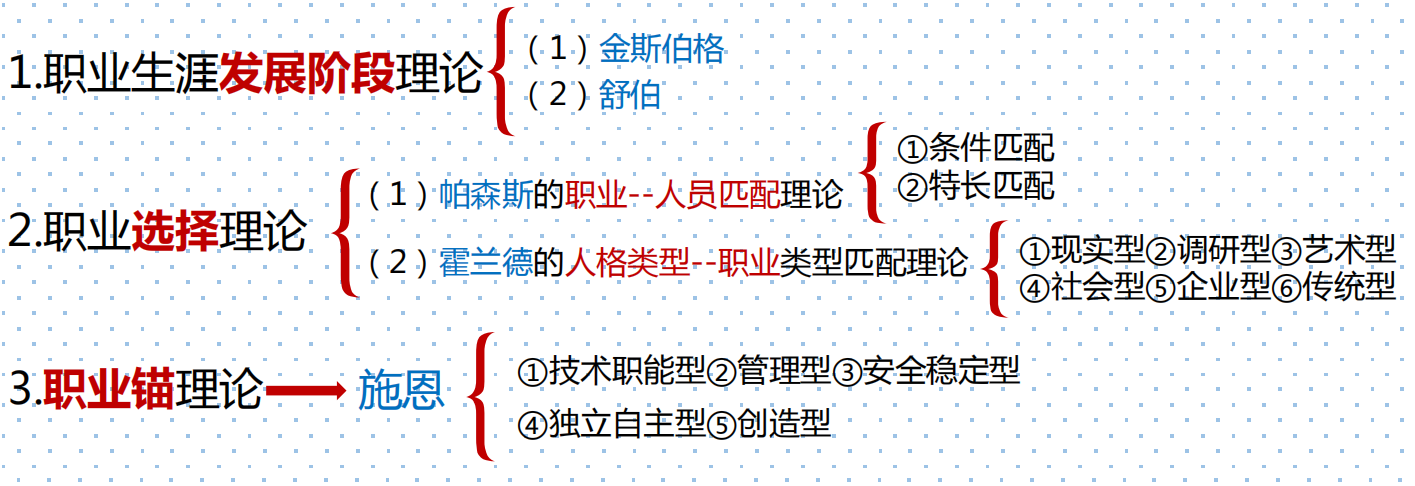 1.职业生涯发展阶段理论
（1）金斯伯格
（2）舒伯
2.职业选择理论
（1）帕森斯的职业--人员匹配理论
①条件匹配
②特长匹配
（2）霍兰德的人格类型--职业类型匹配理论
①现实型②调研型③艺术型
④社会型⑤企业型⑥传统型
3.职业锚理论
施恩
①技术职能型②管理型③安全稳定型
④独立自主型⑤创造型